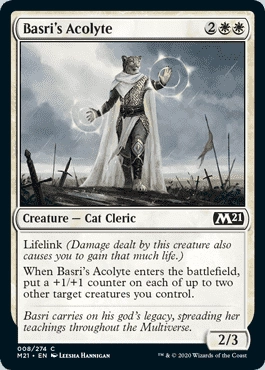 Basri's Acolyte 2
Creature — Cat Cleric M21
Lifelink (Damage dealt by this creature also
causes you to gain that much life.)
When Basri's Acolyte enters the battlefield,
put a +1/+1 counter on each of up to two
other target creatures you control.
Basri carries on his god's legacy, spreading her
teachings throughout the Multiverse.
2/3
008/274 C
M21 • EN Leesha Hannigan ™ & © 2020 Wizards of the Coast